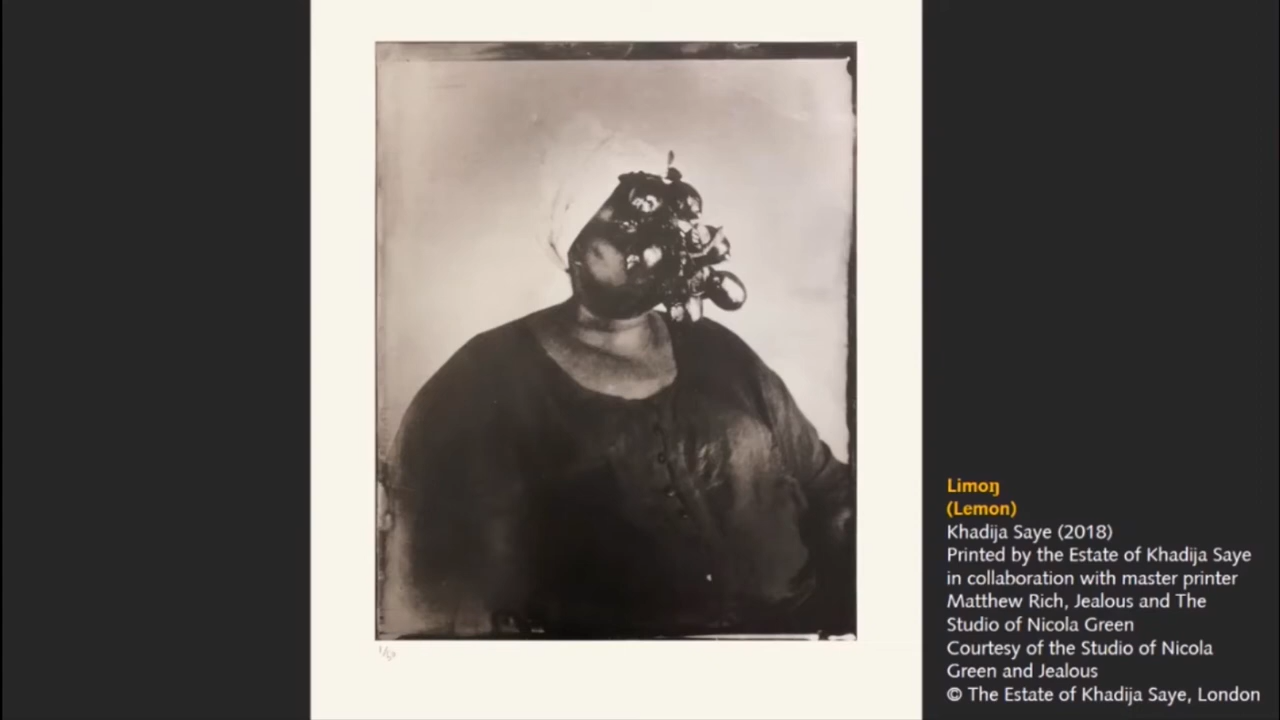 Limoŋ
(Lemon)
Khadija Saye (2018)
Printed by the Estate of Khadija Saye
in collaboration with master printer
Matthew Rich, Jealous and The
Studio of Nicola Green
Courtesy of the Studio of Nicola
Green and Jealous
© The Estate of Khadija Saye, London